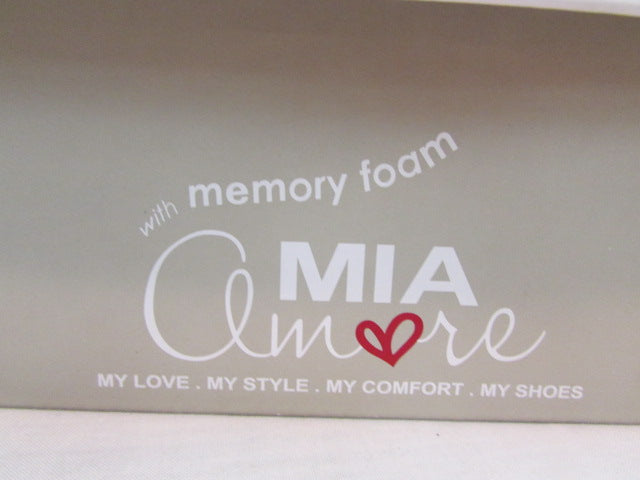 with memory foam
MIA
amore
MY LOVE . MY STYLE . MY COMFORT . MY SHOES